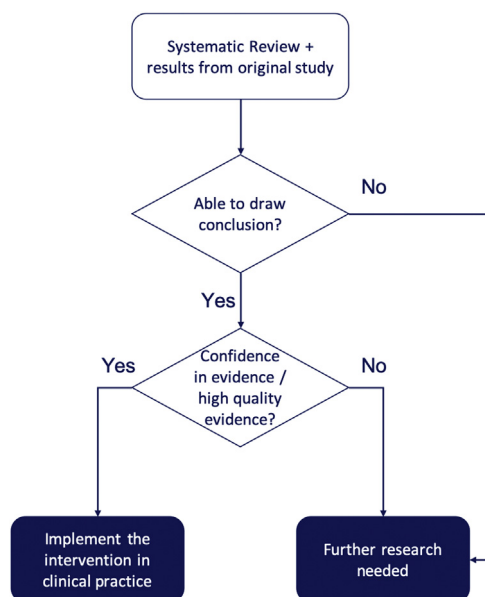 Systematic Review +
results from original study
Able to draw
conclusion?
No
Yes
Confidence
in evidence /
high quality
evidence?
Yes
No
Implement the
intervention in
clinical practice
Further research
needed